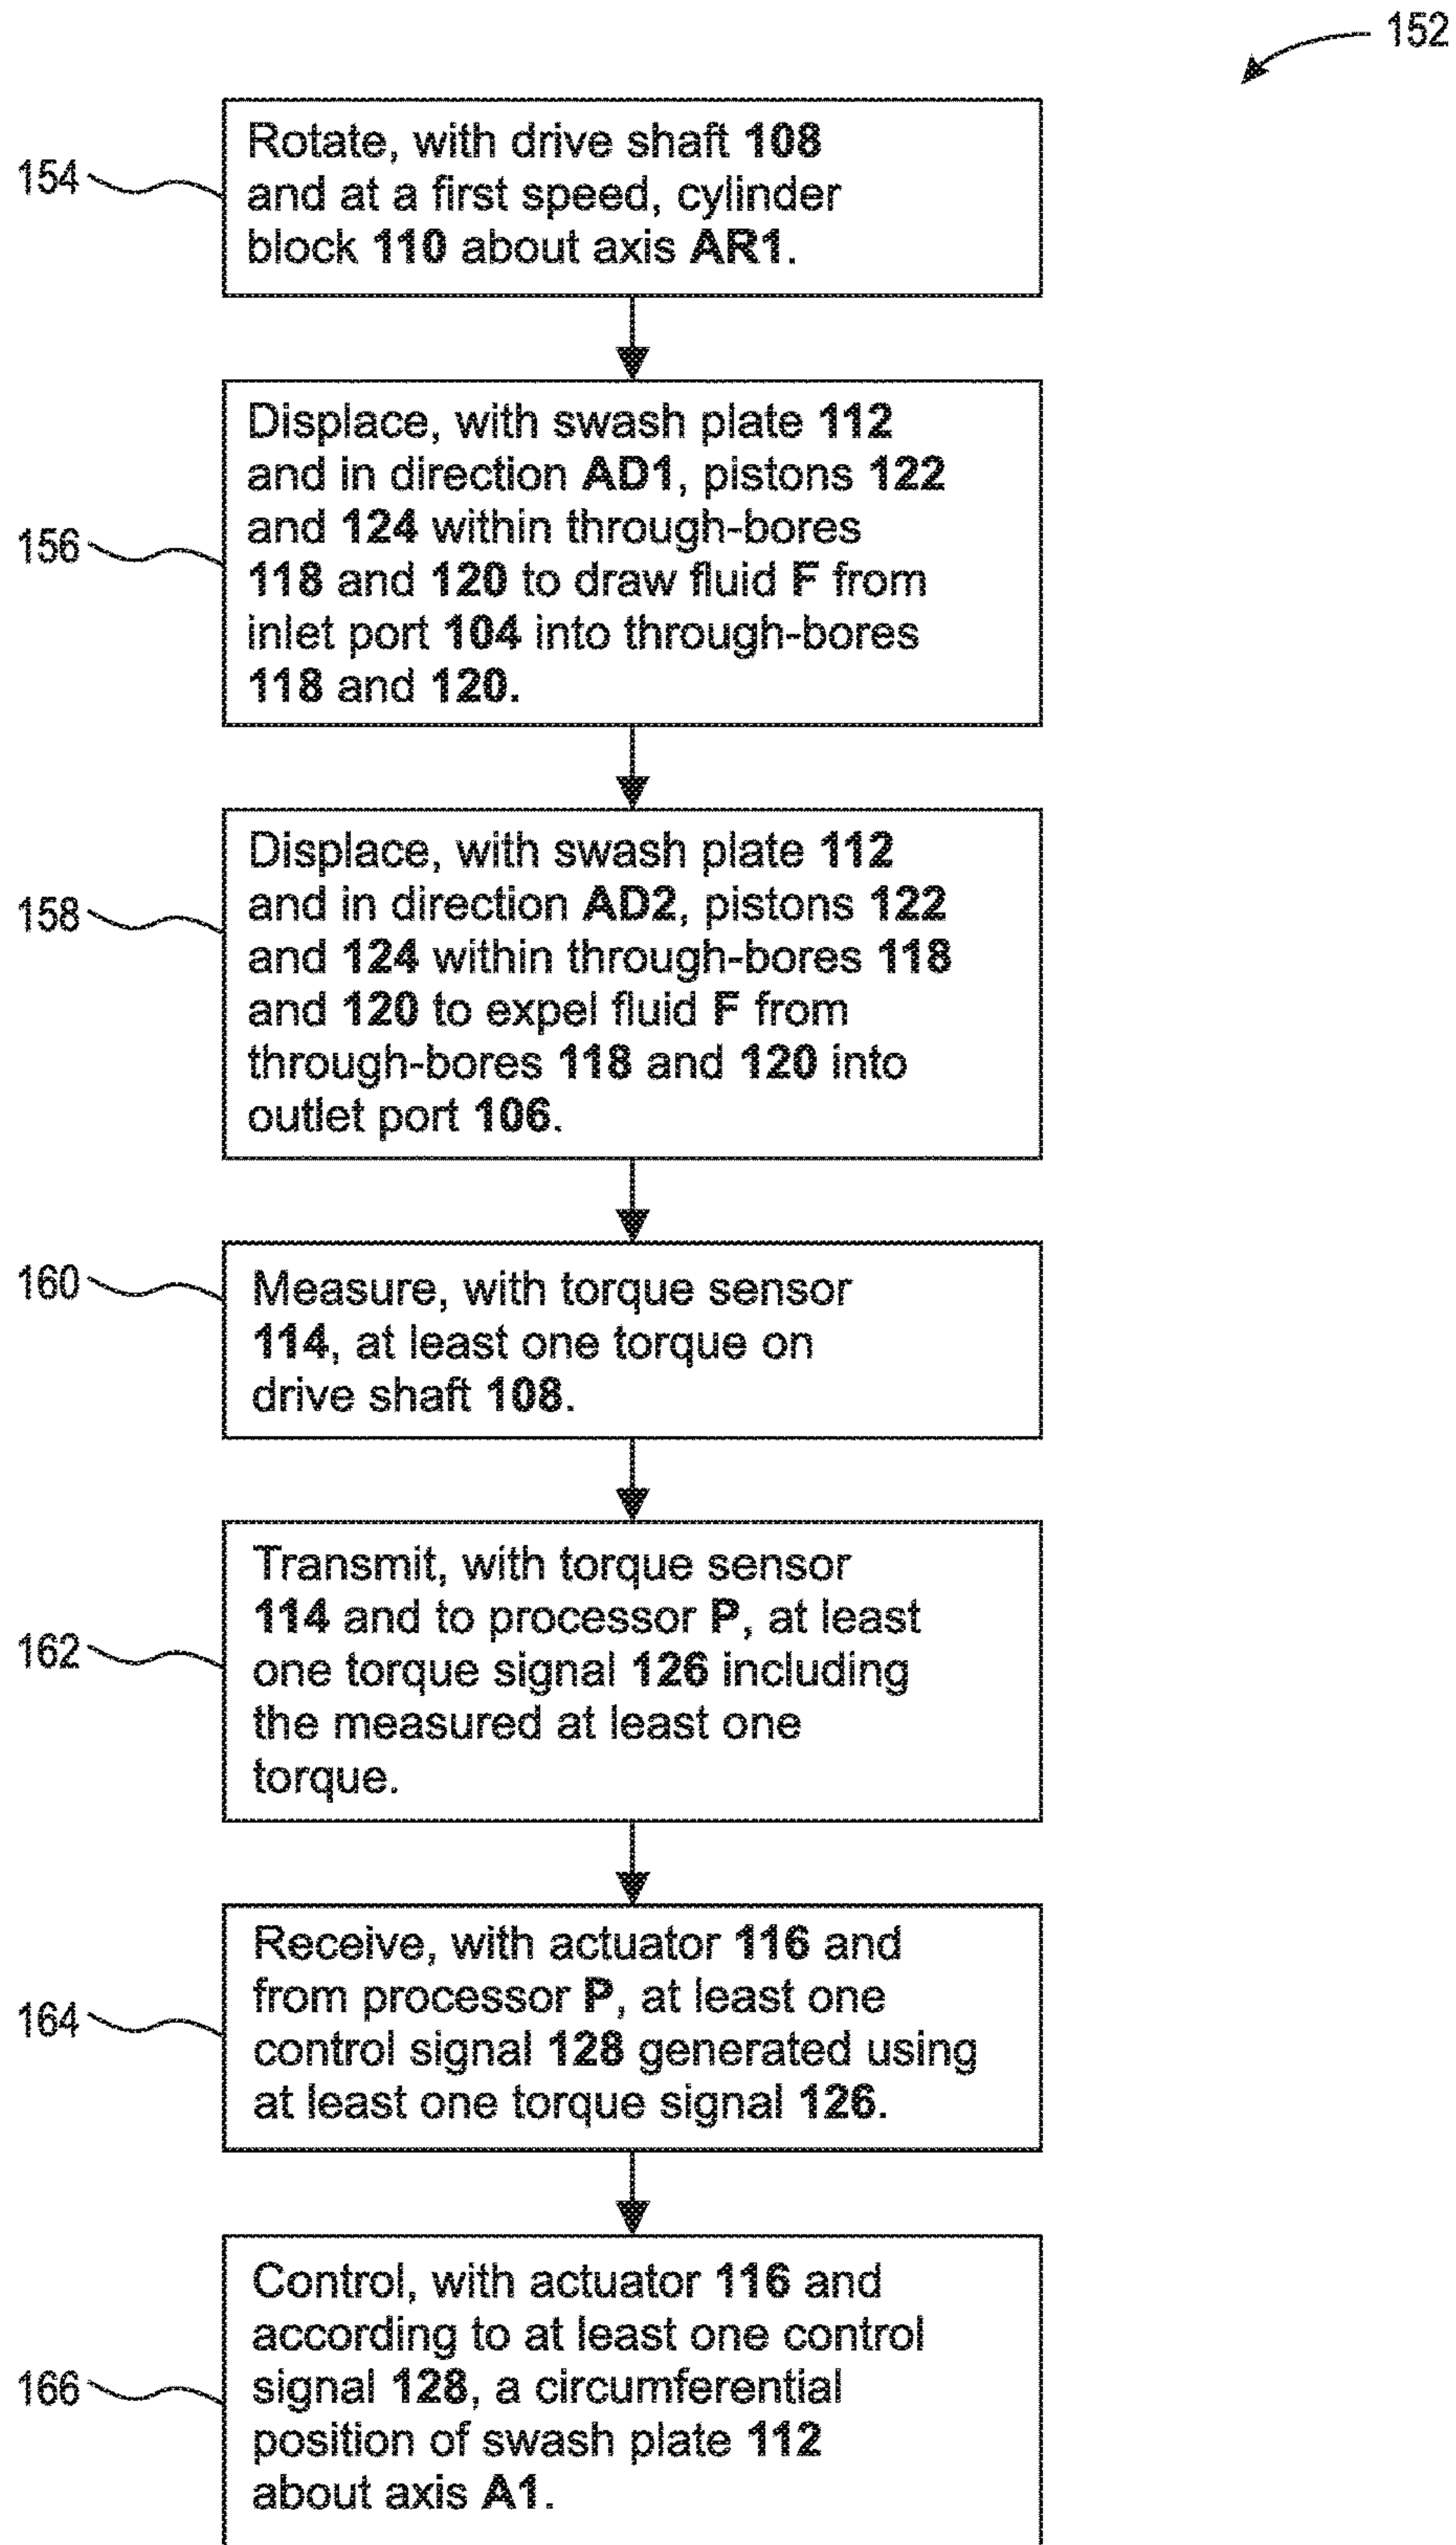 152
154
Rotate, with drive shaft 108
and at a first speed, cylinder
block 110 about axis AR1.
156
Displace, with swash plate 112
and in direction AD1, pistons 122
and 124 within through-bores
118 and 120 to draw fluid F from
inlet port 104 into through-bores
118 and 120.
158
Displace, with swash plate 112
and in direction AD2, pistons 122
and 124 within through-bores 118
and 120 to expel fluid F from
through-bores 118 and 120 into
outlet port 106.
160
Measure, with torque sensor
114, at least one torque on
drive shaft 108.
162
Transmit, with torque sensor
114 and to processor P, at least
one torque signal 126 including
the measured at least one
torque.
164
Receive, with actuator 116 and
from processor P, at least one
control signal 128 generated using
at least one torque signal 126.
166
Control, with actuator 116 and
according to at least one control
signal 128, a circumferential
position of swash plate 112
about axis A1.